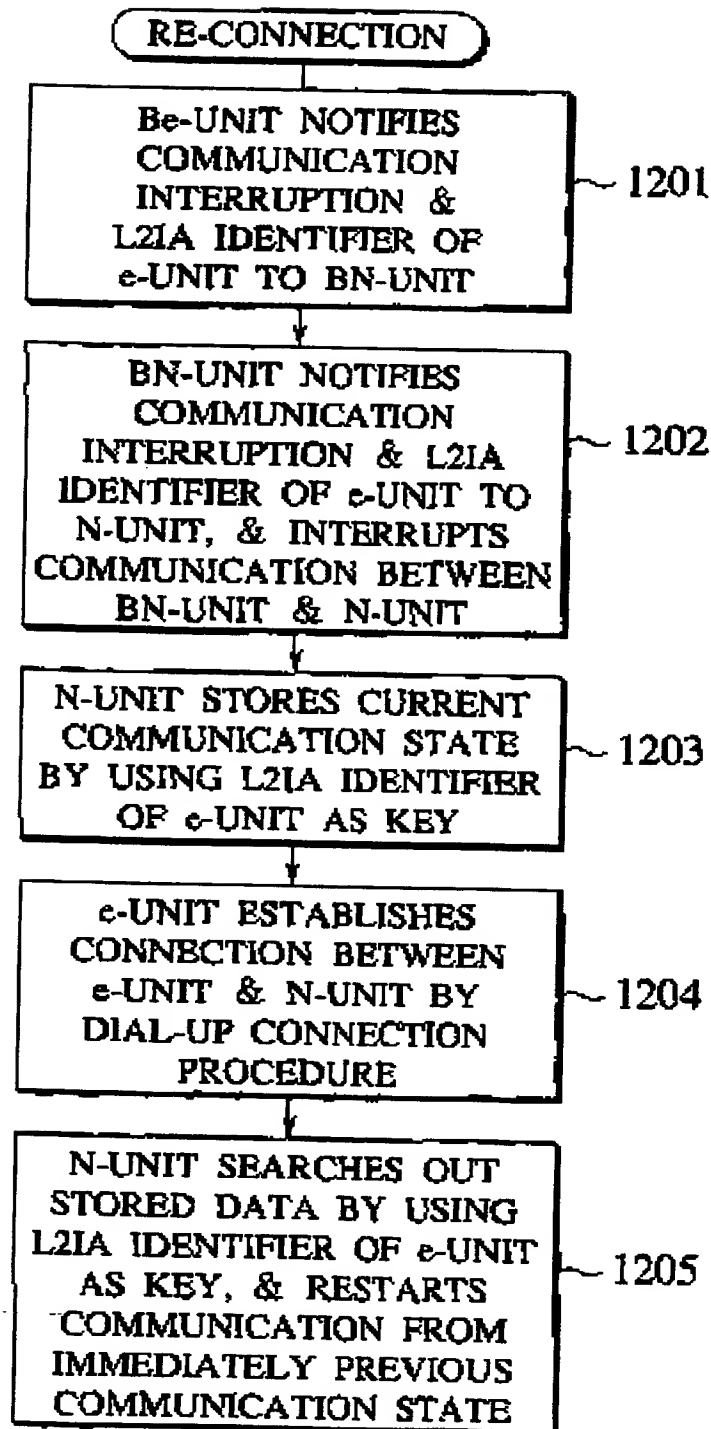 RE-CONNECTION
Be-UNIT NOTIFIES
COMMUNICATION
INTERRUPTION &
L2IA IDENTIFIER OF
e-UNIT TO BN-UNIT
1201
BN-UNIT NOTIFIES
COMMUNICATION
INTERRUPTION & L2IA
IDENTIFIER OF e-UNIT TO
N-UNIT, & INTERRUPTS
COMMUNICATION BETWEEN
BN-UNIT & N-UNIT
1202
N-UNIT STORES CURRENT
COMMUNICATION STATE
BY USING L2IA IDENTIFIER
OF e-UNIT AS KEY
1203
e-UNIT ESTABLISHES
CONNECTION BETWEEN
e-UNIT & N-UNIT BY
DIAL-UP CONNECTION
PROCEDURE
1204
N-UNIT SEARCHES OUT
STORED DATA BY USING
L2IA IDENTIFIER OF e-UNIT
AS KEY, & RESTARTS
COMMUNICATION FROM
IMMEDIATELY PREVIOUS
COMMUNICATION STATE
1205